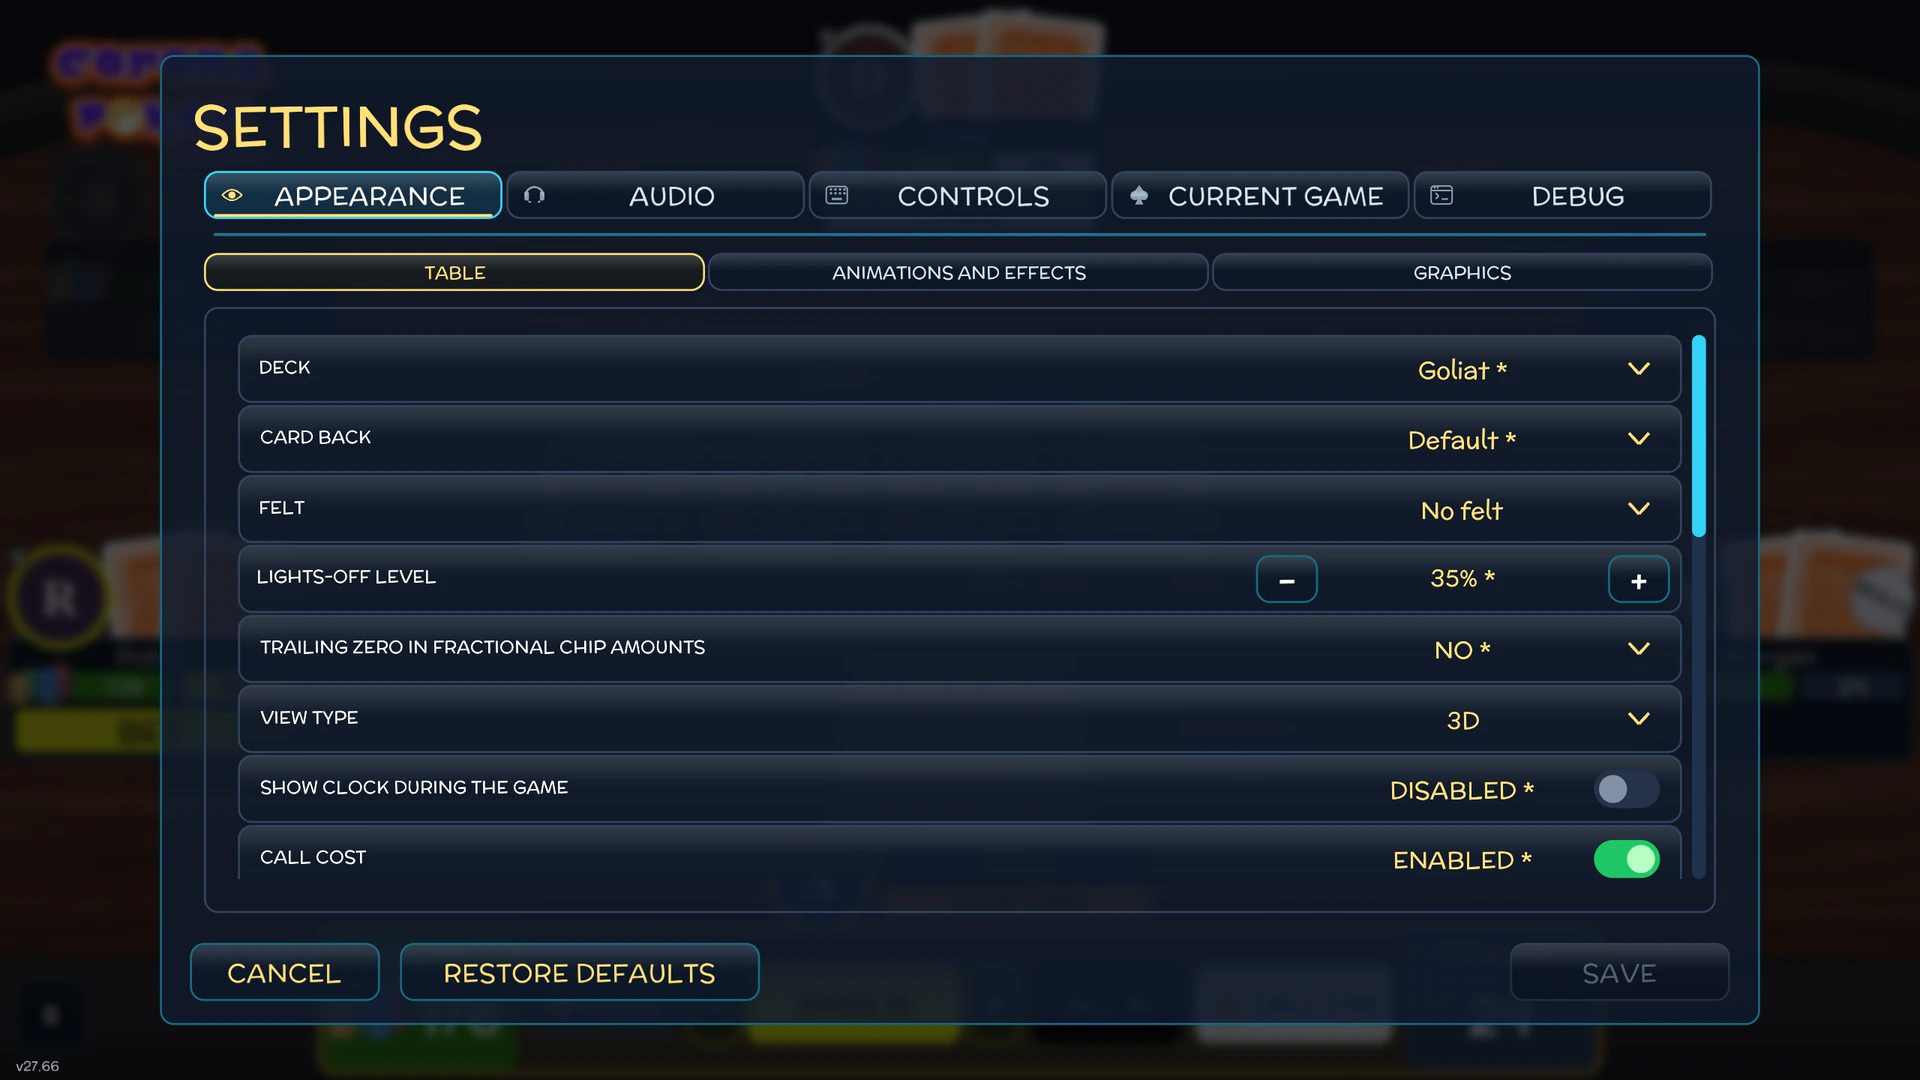 SETTINGS
APPEARANCE
AUDIO
CONTROLS
CURRENT GAME
DEBUG
TABLE
ANIMATIONS AND EFFECTS
GRAPHICS
DECK
Goliat *
CARD BACK
Default *
FELT
No felt
LIGHTS-OFF LEVEL
- 35% * +
TRAILING ZERO IN FRACTIONAL CHIP AMOUNTS
NO *
VIEW TYPE
3D
SHOW CLOCK DURING THE GAME
DISABLED *
CALL COST
ENABLED *
CANCEL
RESTORE DEFAULTS
SAVE
R
v27.66